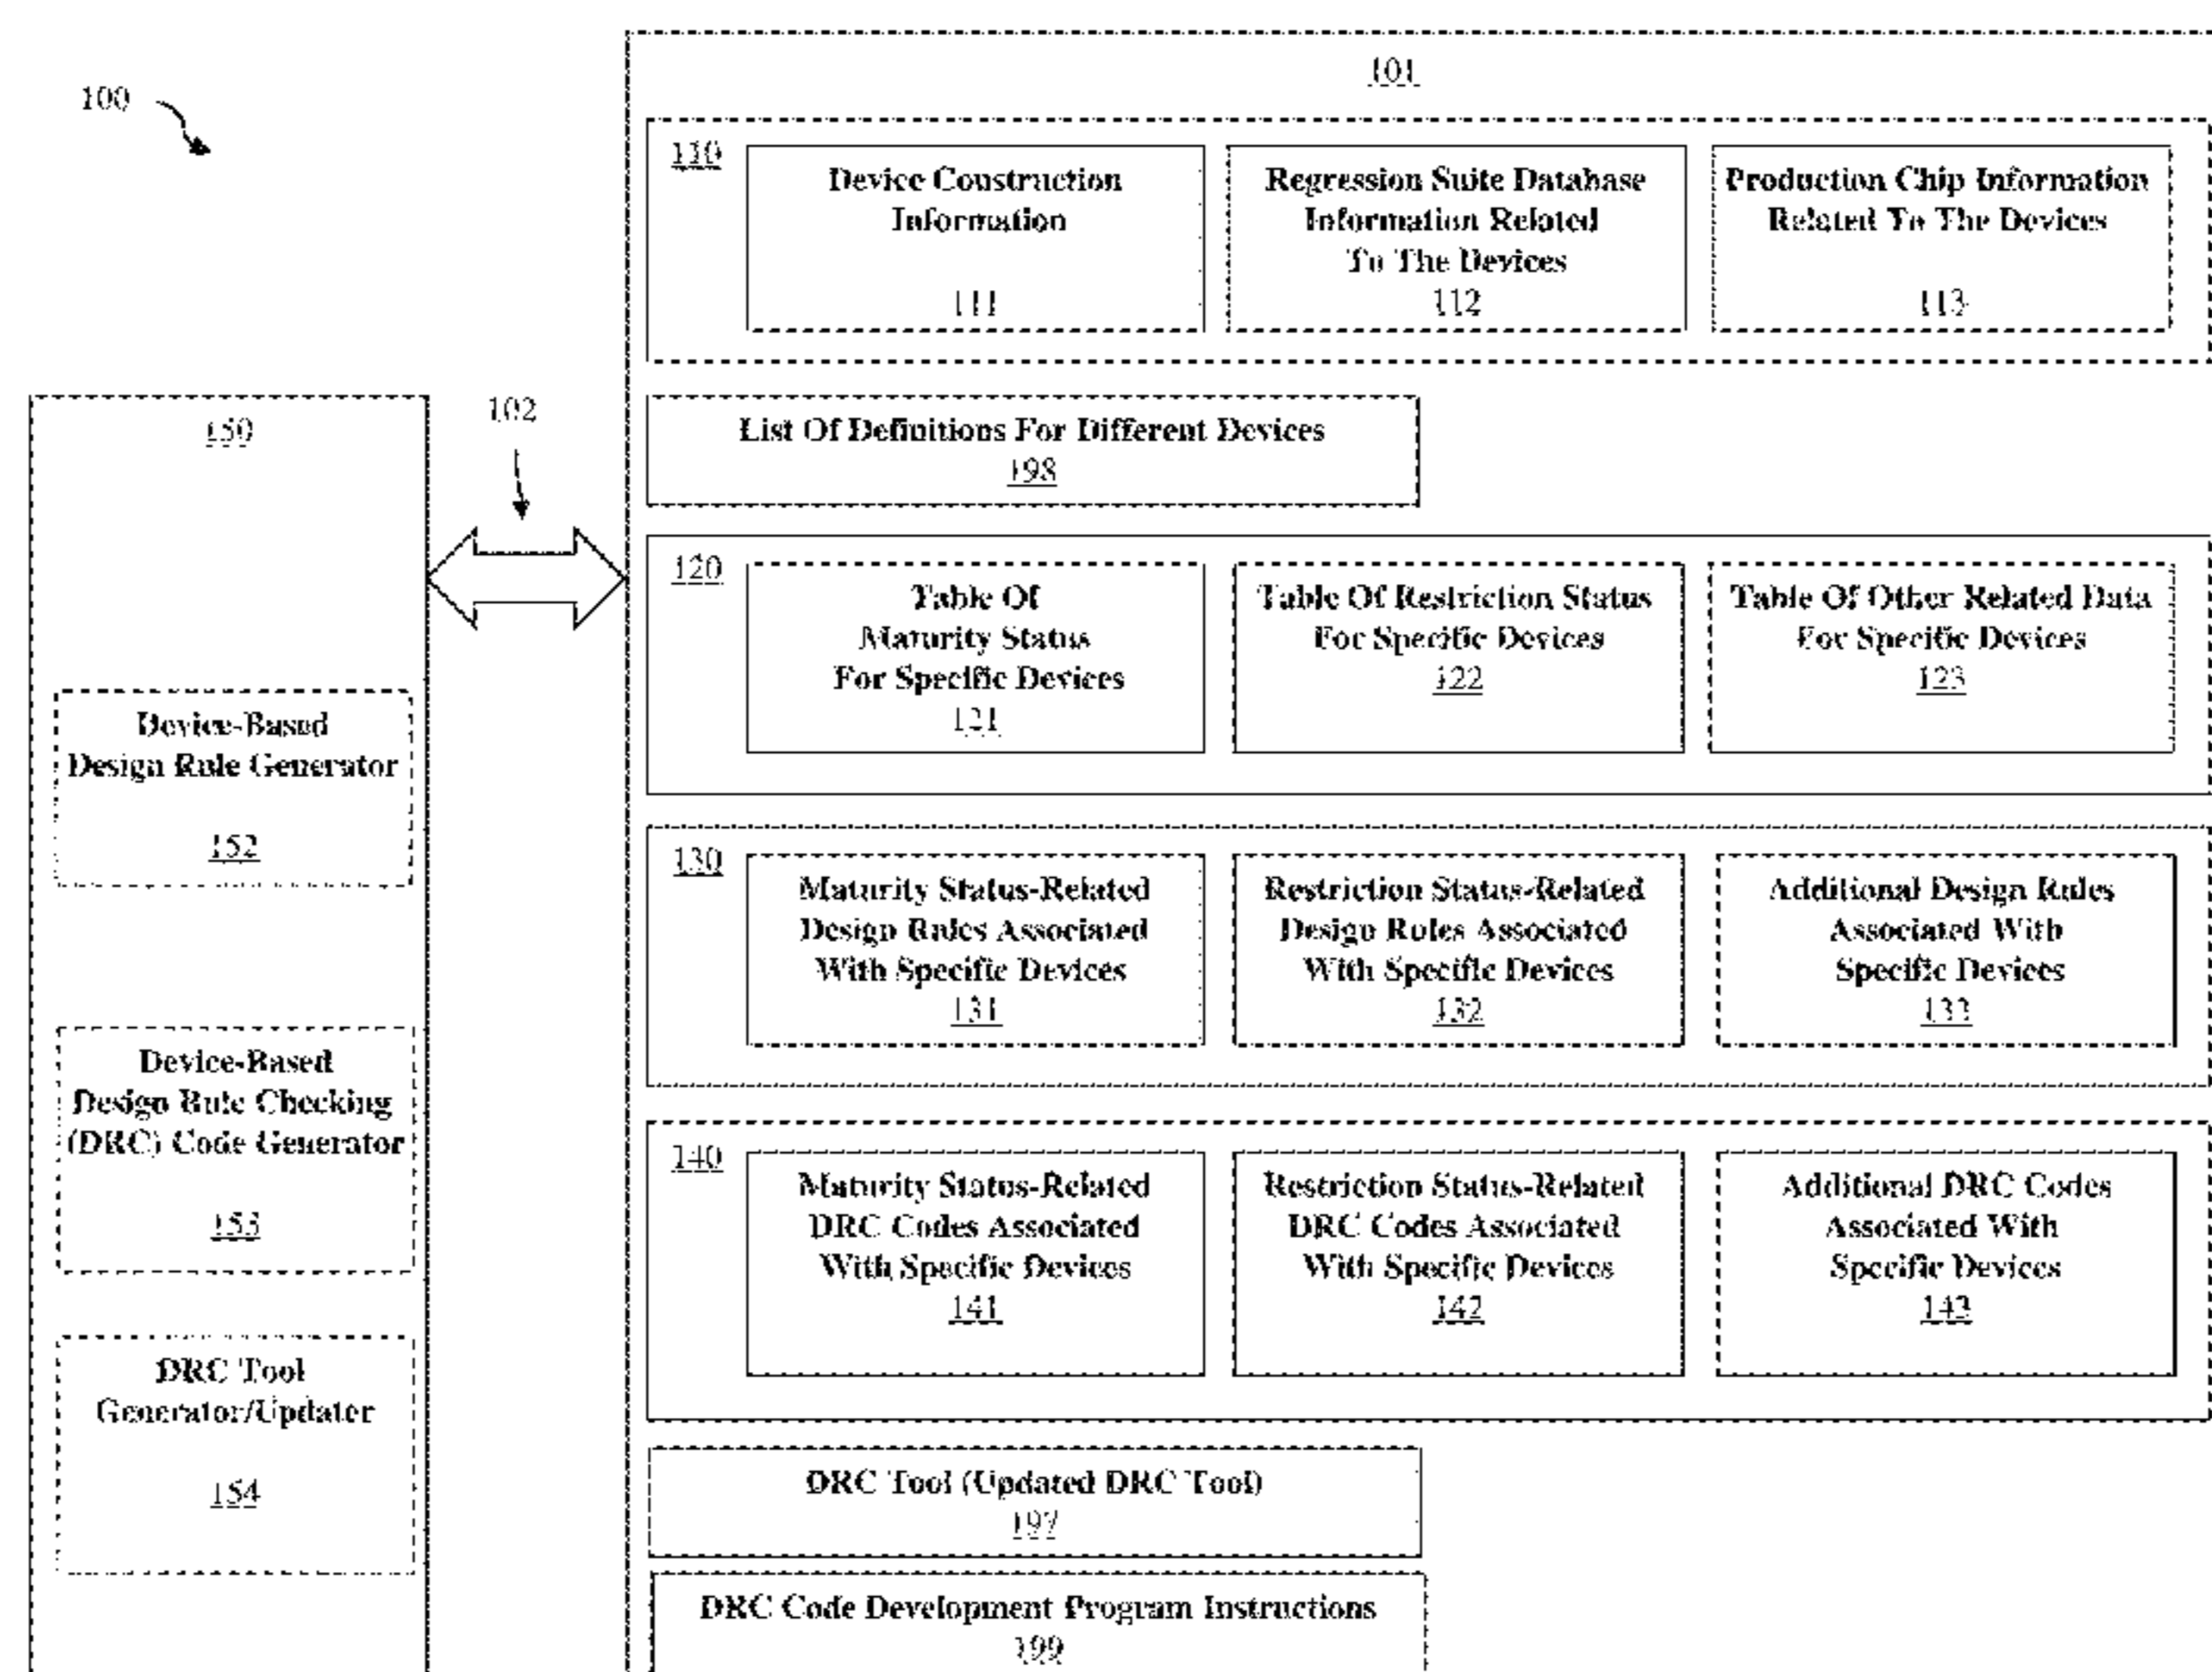 100
101
110
Device Construction
Information
111
Regression Suite Database
Information Related
To The Devices
112
Production Chip Information
Related To The Devices
113
150
102
List Of Definitions For Different Devices
198
120
Table Of
Maturity Status
For Specific Devices
121
Table Of Restriction Status
For Specific Devices
122
Table Of Other Related Data
For Specific Devices
123
Device-Based
Design Rule Generator
152
130
Maturity Status-Related
Design Rules Associated
With Specific Devices
131
Restriction Status-Related
Design Rules Associated
With Specific Devices
132
Additional Design Rules
Associated With
Specific Devices
133
Device-Based
Design Rule Checking
(DRC) Code Generator
153
140
Maturity Status-Related
DRC Codes Associated
With Specific Devices
141
Restriction Status-Related
DRC Codes Associated
With Specific Devices
142
Additional DRC Codes
Associated With
Specific Devices
143
DRC Tool
Generator/Updater
154
DRC Tool (Updated DRC Tool)
197
DRC Code Development Program Instructions
199